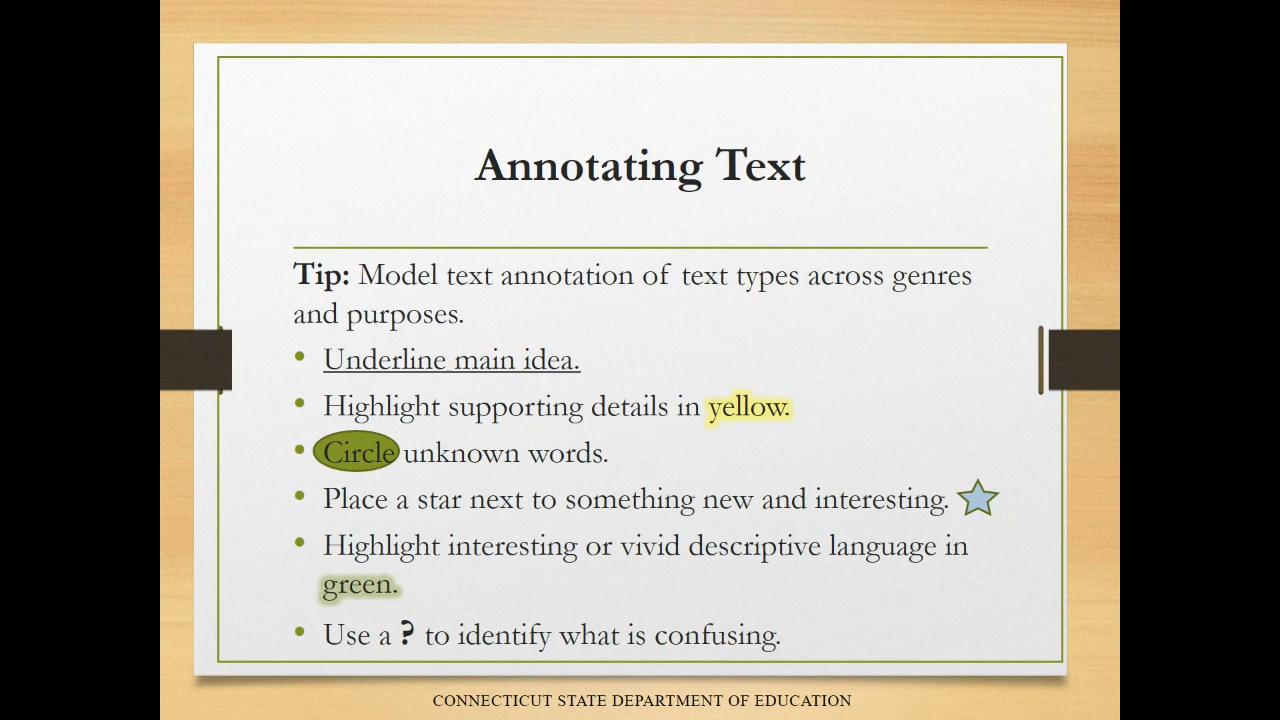 Annotating Text
Tip: Model text annotation of text types across genres
and purposes.
• Underline main idea.
• Highlight supporting details in yellow.
• Circle unknown words.
• Place a star next to something new and interesting.
• Highlight interesting or vivid descriptive language in
green.
• Use a ? to identify what is confusing.
CONNECTICUT STATE DEPARTMENT OF EDUCATION